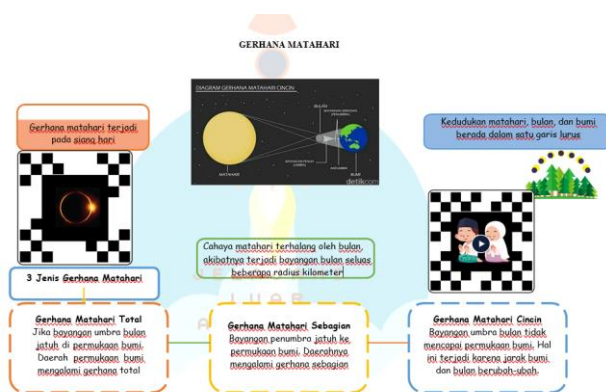 GERHANA MATAHARI
DIAGRAM GERHANA MATAHARI CINCIN
BULAN
MATAHARI
BUMI
detikcom
Gerhana matahari terjadi
pada siang hari
Kedudukan matahari, bulan, dan bumi
berada dalam satu garis lurus
Cahaya matahari terhalang oleh bulan,
akibatnya terjadi bayangan bulan seluas
beberapa radius kilometer
3 Jenis Gerhana Matahari
LUAR
Gerhana Matahari Total
Jika bayangan umbra bulan
jatuh di permukaan bumi.
Daerah permukaan bumi
mengalami gerhana total
Gerhana Matahari Sebagian
Bayangan penumbra jatuh ke
permukaan bumi. Daerahnya
mengalami gerhana sebagian
Gerhana Matahari Cincin
Bayangan umbra bulan tidak
mencapai permukaan bumi. Hal
ini terjadi karena jarak bumi
dan bulan berubah-ubah.